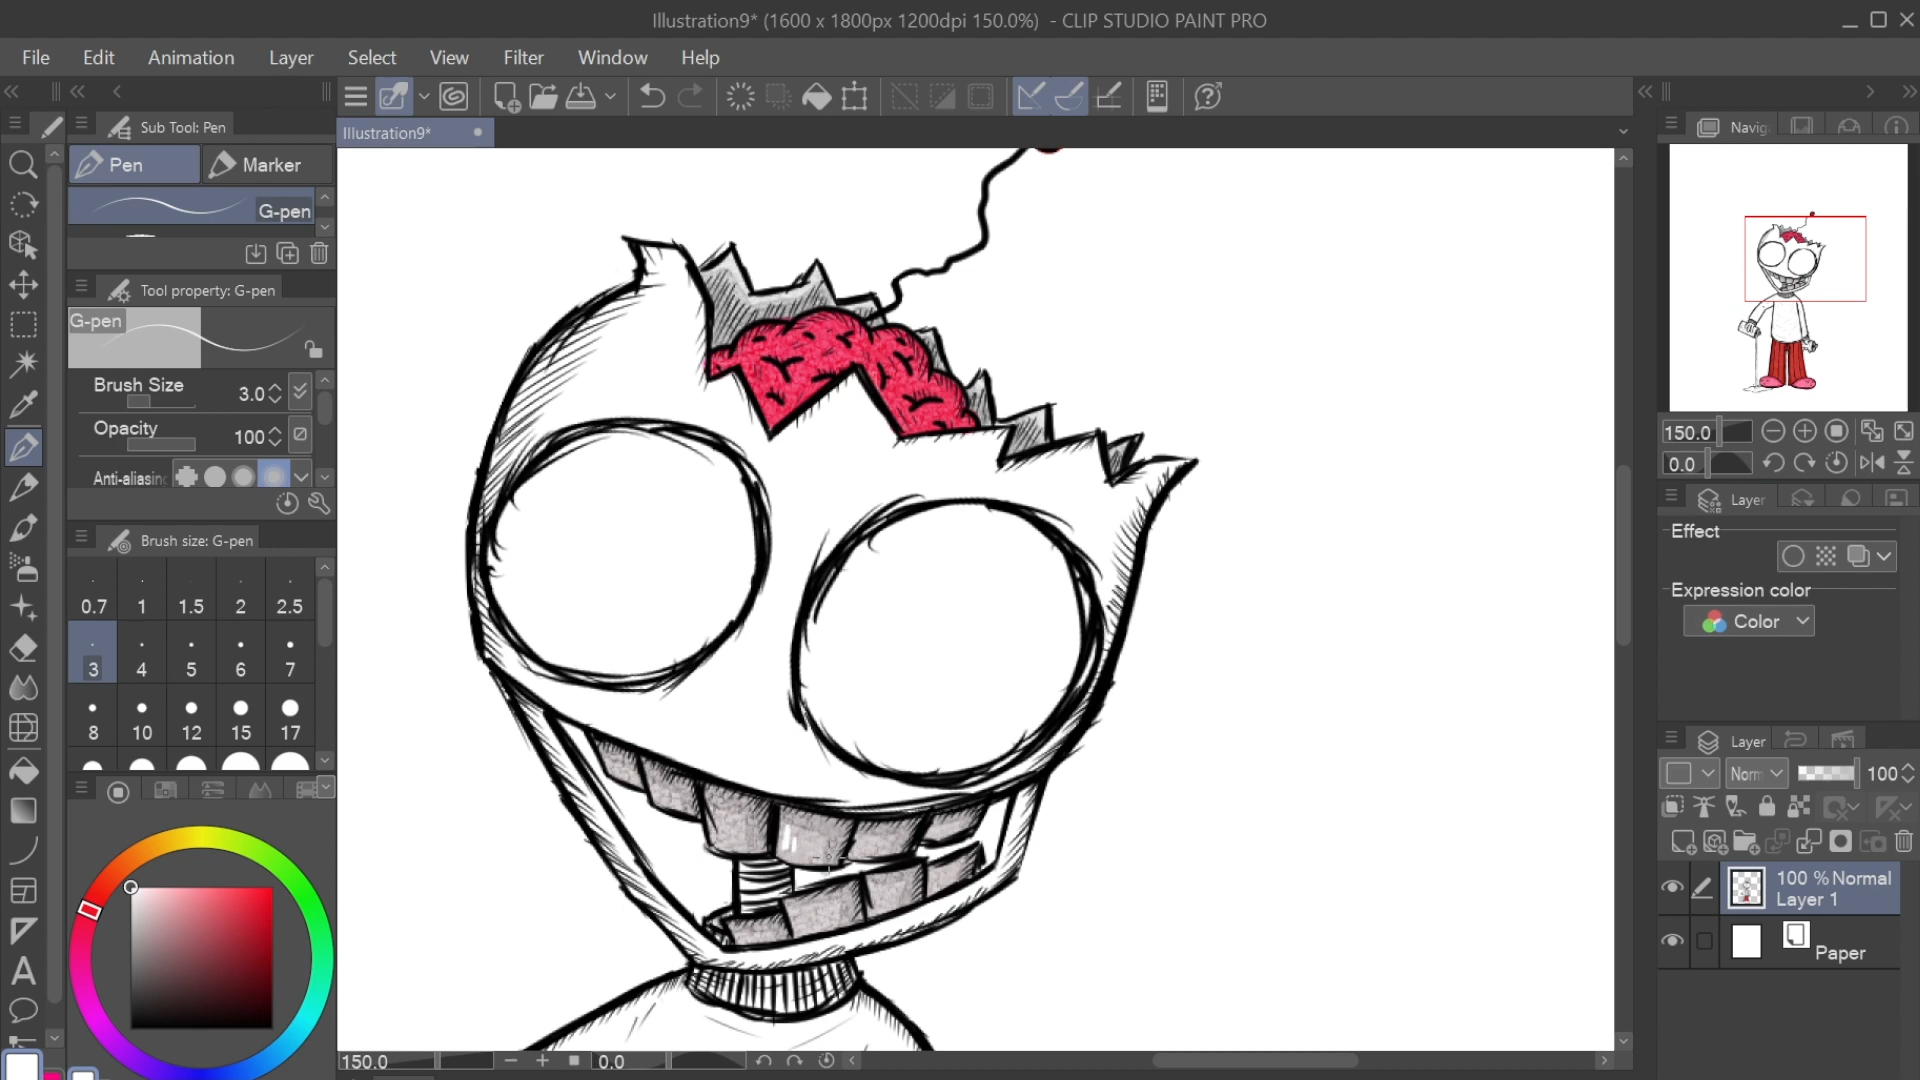 Illustration9* (1600 x 1800px 1200dpi 150.0%) - CLIP STUDIO PAINT PRO
File Edit Animation Layer Select View Filter Window Help
Sub Tool: Pen
Illustration9*
Navig
Pen
Marker
G-pen
Tool property: G-pen
G-pen
Brush Size 3.0
Opacity 100
Anti-aliasing
150.0
0.0
Layer
Effect
Expression color
Color
Brush size: G-pen
0.7 1 1.5 2 2.5
3 4 5 6 7
8 10 12 15 17
Layer
Norm
100
100 % Normal
Layer 1
Paper
A
150.0
0.0